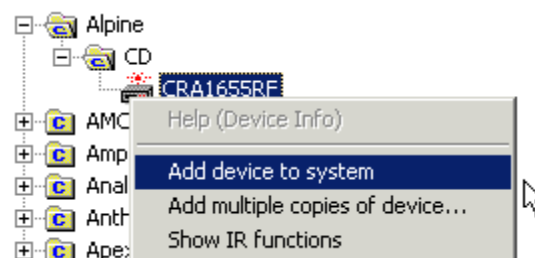 Alpine
CD
CRA1655RF
AMC
Help (Device Info)
Amp
Add device to system
Anal
Add multiple copies of device...
Anth
Show IR functions
Apex